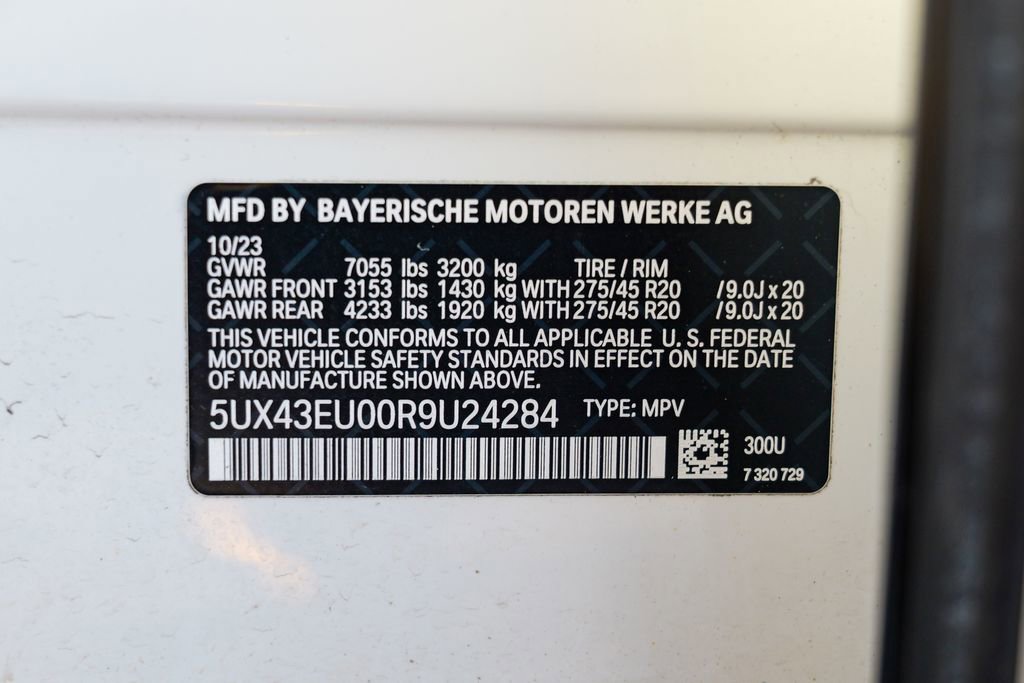 MFD BY BAYERISCHE MOTOREN WERKE AG
10/23
GVWR 7055 lbs 3200 kg TIRE / RIM
GAWR FRONT 3153 lbs 1430 kg WITH 275/45 R20 /9.0J x 20
GAWR REAR 4233 lbs 1920 kg WITH 275/45 R20 /9.0J x 20
THIS VEHICLE CONFORMS TO ALL APPLICABLE U. S. FEDERAL
MOTOR VEHICLE SAFETY STANDARDS IN EFFECT ON THE DATE
OF MANUFACTURE SHOWN ABOVE.
5UX43EU00R9U24284 TYPE: MPV
300U
7 320 729